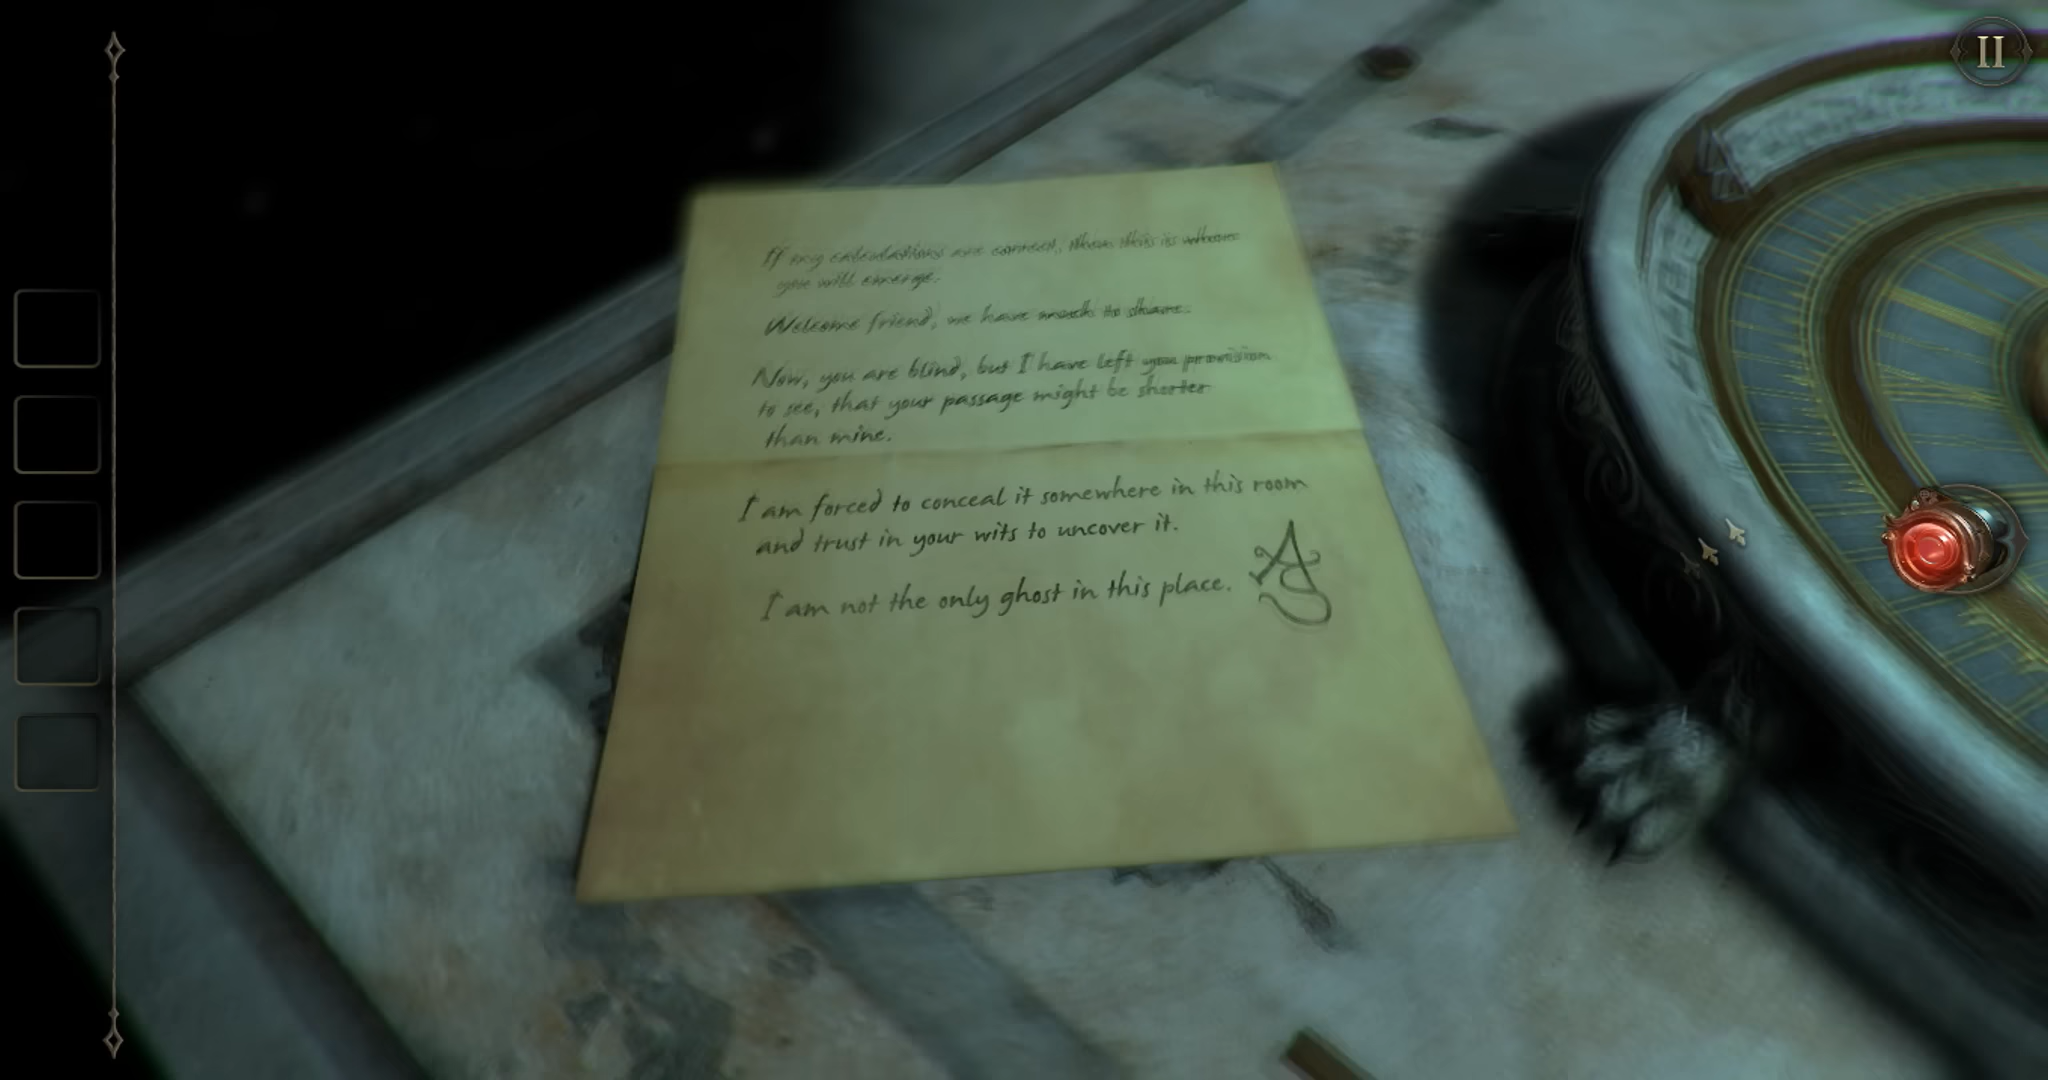 II
If my calculations are correct, then this is where
you will emerge.
Welcome friend, we have much to share.
Now, you are blind, but I have left you provision
to see, that your passage might be shorter
than mine.
I am forced to conceal it somewhere in this room
and trust in your wits to uncover it.
I am not the only ghost in this place.
AS